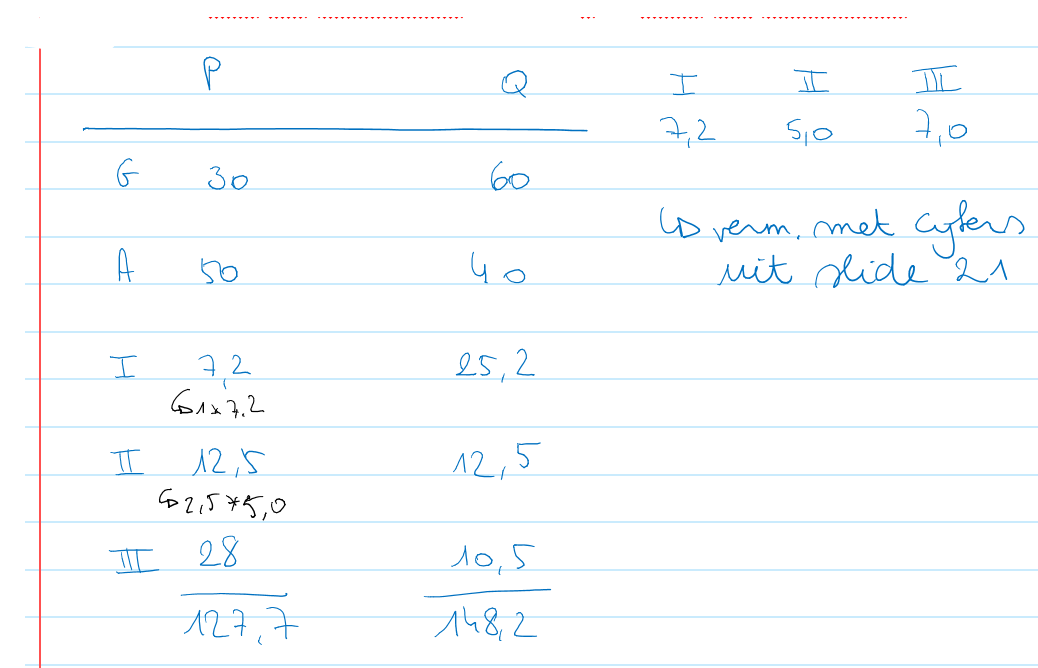 P Q I II III
7,2 5,0 7,0
G 30 60
↳ verm. met cyfers
A 50 40 uit slide 21
I 7,2 25,2
↳ 1 * 7.2
II 12,5 12,5
↳ 2,5 * 5,0
III 28 10,5
127,7 148,2